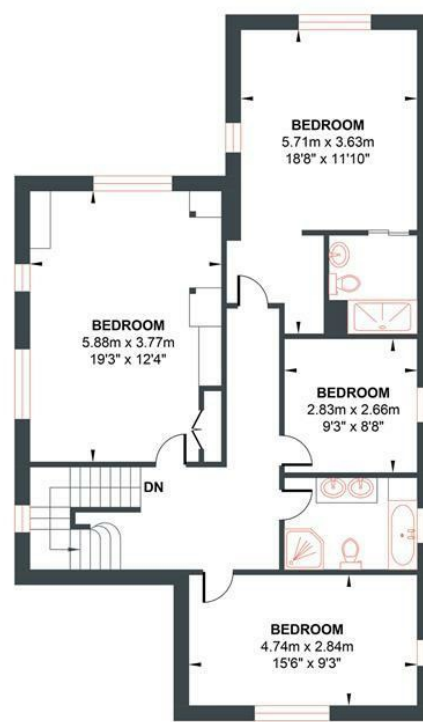 BEDROOM
5.71m x 3.63m
18'8" x 11'10"
BEDROOM
5.88m x 3.77m
19'3" x 12'4"
BEDROOM
2.83m x 2.66m
9'3" x 8'8"
DN
BEDROOM
4.74m x 2.84m
15'6" x 9'3"